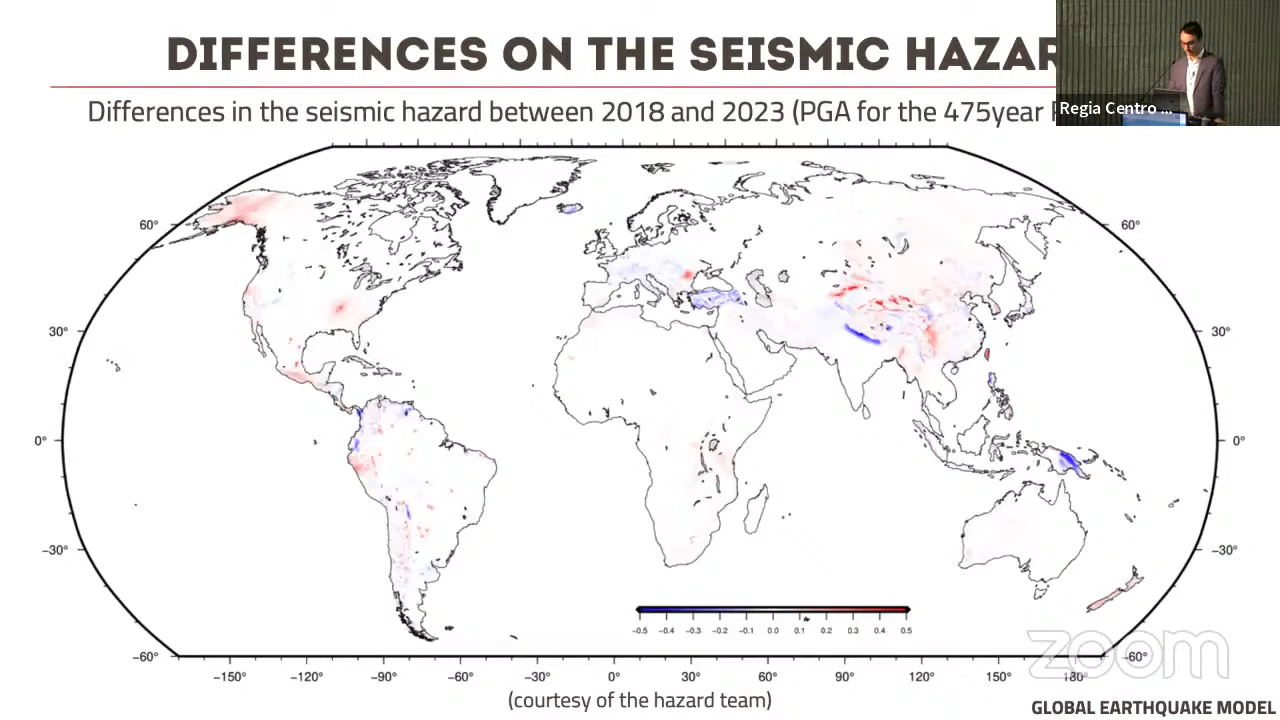 DIFFERENCES ON THE SEISMIC HAZAR
Regia Centro ...
Differences in the seismic hazard between 2018 and 2023 (PGA for the 475year
60°
60°
30°
30°
0°
0°
−30°
−30°
−0.5 −0.4 −0.3 −0.2 −0.1 0.0 0.1 0.2 0.3 0.4 0.5
zoom
−60°
−60°
−150° −120° −90° −60° −30° 0° 30° 60° 90° 120° 150° 180°
(courtesy of the hazard team)
GLOBAL EARTHQUAKE MODEL